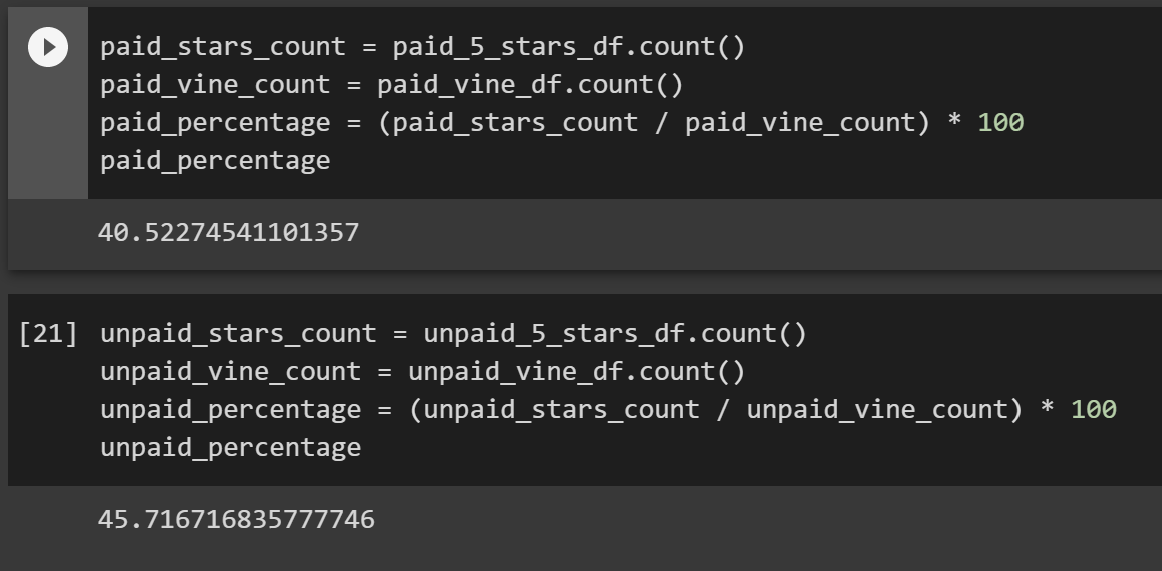 paid_stars_count = paid_5_stars_df.count()
paid_vine_count = paid_vine_df.count()
paid_percentage = (paid_stars_count / paid_vine_count) * 100
paid_percentage
40.52274541101357
[21] unpaid_stars_count = unpaid_5_stars_df.count()
unpaid_vine_count = unpaid_vine_df.count()
unpaid_percentage = (unpaid_stars_count / unpaid_vine_count) * 100
unpaid_percentage
45.716716835777746